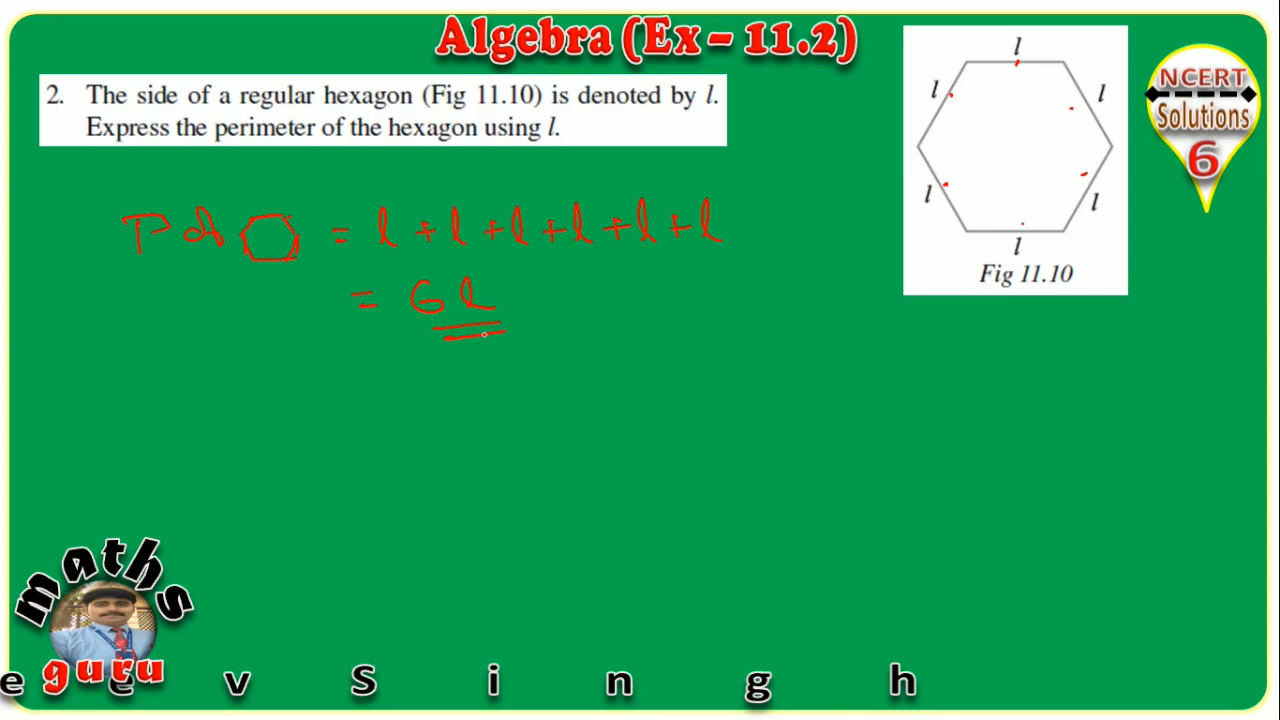 Algebra (Ex – 11.2)
2. The side of a regular hexagon (Fig 11.10) is denoted by l.
Express the perimeter of the hexagon using l.
l
l
l
l
l
l
Fig 11.10
NCERT
Solutions
6
P of = l + l + l + l + l + l
= 6l
maths
guru
e e v S i n g h